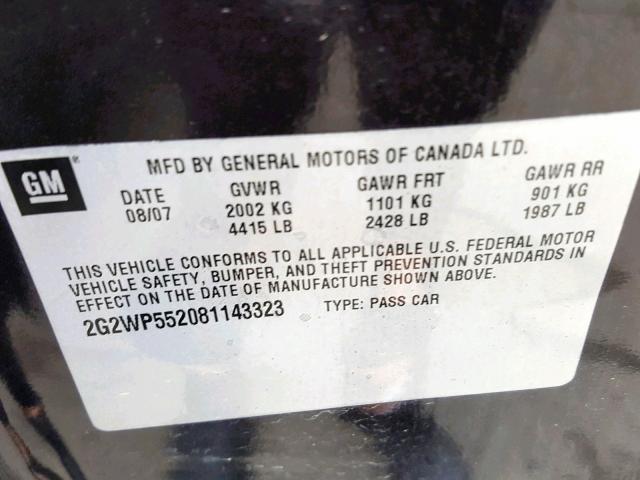 GM
MFD BY GENERAL MOTORS OF CANADA LTD.
DATE GVWR GAWR FRT GAWR RR
08/07 2002 KG 1101 KG 901 KG
4415 LB 2428 LB 1987 LB
THIS VEHICLE CONFORMS TO ALL APPLICABLE U.S. FEDERAL MOTOR
VEHICLE SAFETY, BUMPER, AND THEFT PREVENTION STANDARDS IN
EFFECT ON THE DATE OF MANUFACTURE SHOWN ABOVE.
2G2WP552081143323 TYPE: PASS CAR